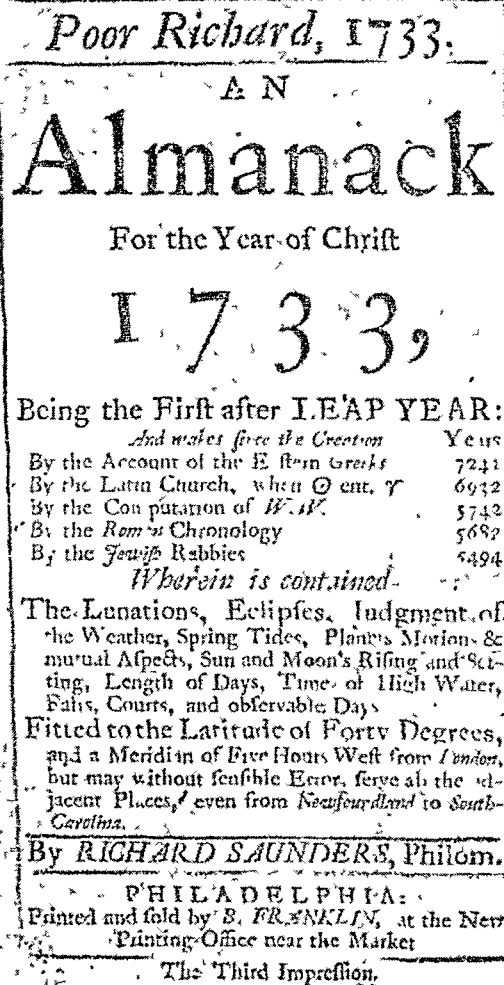 Poor Richard, 1733.
AN
Almanack
For the Year of Chriſt
1733,
Being the Firſt after LEAP YEAR:
And makes ſince the Creation Years
By the Account of the Eaſtern Greeks 7241
By the Latin Church, when ☉ ent. ♈ 6932
By the Computation of W.W. 5742
By the Roman Chronology 5682
By the Jewiſh Rabbies 5494
Wherein is contained
The Lunations, Eclipſes, Judgment of
the Weather, Spring Tides, Planets Motions &
mutual Aſpects, Sun and Moon's Riſing and Set-
ting, Length of Days, Time of High Water,
Fairs, Courts, and obſervable Days
Fitted to the Latitude of Forty Degrees,
and a Meridian of Five Hours Weſt from London,
but may without ſenſible Error, ſerve all the ad-
jacent Places, even from Newfoundland to South-
Carolina.
By RICHARD SAUNDERS, Philom.
PHILADELPHIA:
Printed and ſold by B. FRANKLIN, at the New
Printing-Office near the Market
The Third Impreſſion.